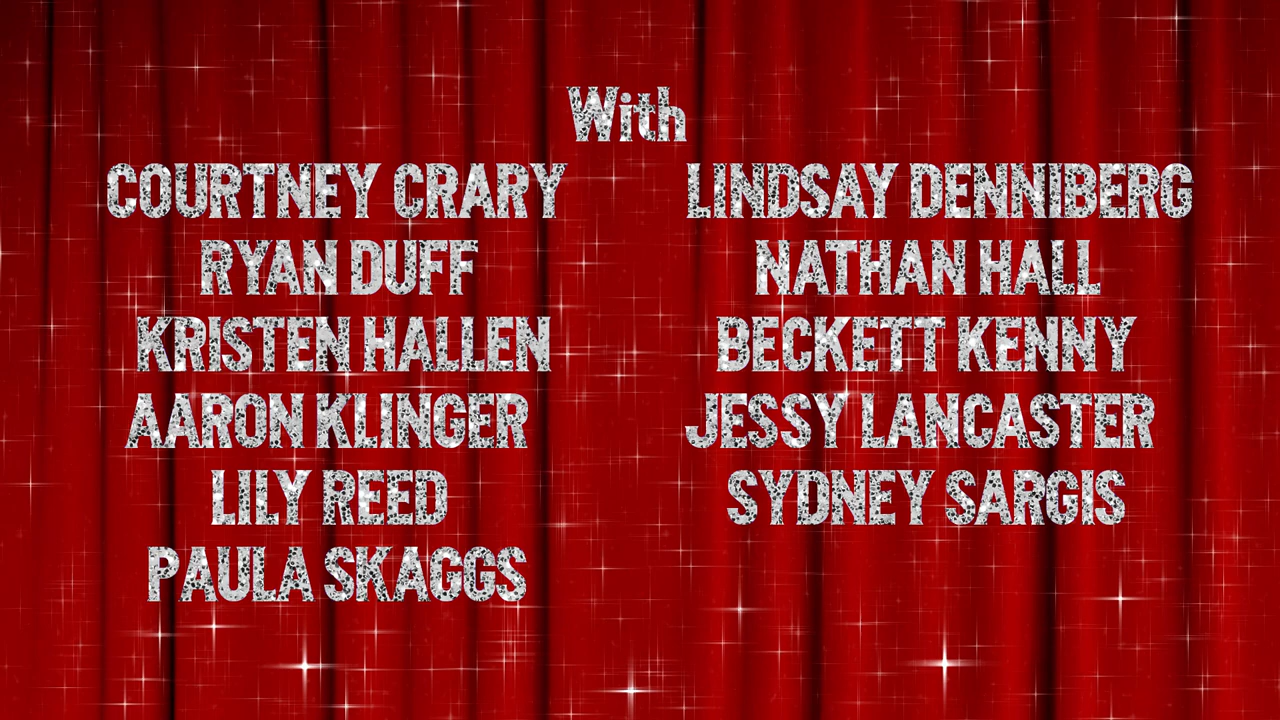 With
COURTNEY CRARY LINDSAY DENNIBERG
RYAN DUFF NATHAN HALL
KRISTEN HALLEN BECKETT KENNY
AARON KLINGER JESSY LANCASTER
LILY REED SYDNEY SARGIS
PAULA SKAGGS